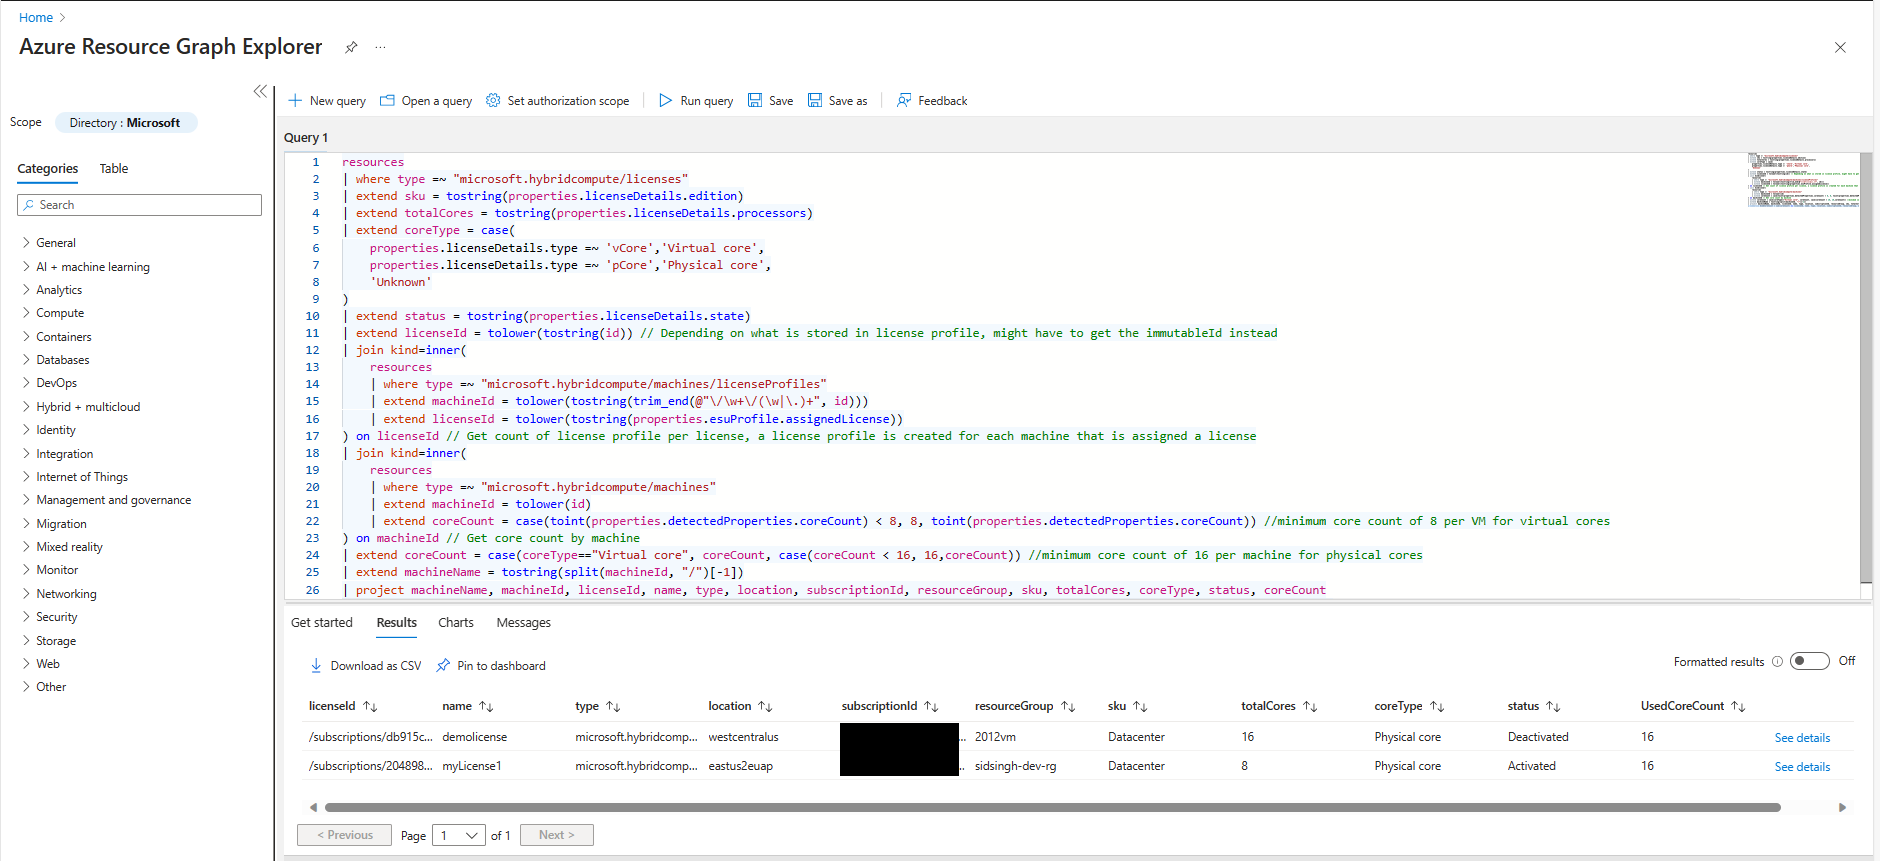 Home >
Azure Resource Graph Explorer
Scope Directory : Microsoft
Categories Table
Search
General
AI + machine learning
Analytics
Compute
Containers
Databases
DevOps
Hybrid + multicloud
Identity
Integration
Internet of Things
Management and governance
Migration
Mixed reality
Monitor
Networking
Security
Storage
Web
Other
New query Open a query Set authorization scope Run query Save Save as Feedback
Query 1
1 resources
2 | where type =~ "microsoft.hybridcompute/licenses"
3 | extend sku = tostring(properties.licenseDetails.edition)
4 | extend totalCores = tostring(properties.licenseDetails.processors)
5 | extend coreType = case(
6 properties.licenseDetails.type =~ 'vCore','Virtual core',
7 properties.licenseDetails.type =~ 'pCore','Physical core',
8 'Unknown'
9 )
10 | extend status = tostring(properties.licenseDetails.state)
11 | extend licenseId = tolower(tostring(id)) // Depending on what is stored in license profile, might have to get the immutableId instead
12 | join kind=inner(
13 resources
14 | where type =~ "microsoft.hybridcompute/machines/licenseProfiles"
15 | extend machineId = tolower(tostring(trim_end(@"\/\w+\/(\w|\.)+", id)))
16 | extend licenseId = tolower(tostring(properties.esuProfile.assignedLicense))
17 ) on licenseId // Get count of license profile per license, a license profile is created for each machine that is assigned a license
18 | join kind=inner(
19 resources
20 | where type =~ "microsoft.hybridcompute/machines"
21 | extend machineId = tolower(id)
22 | extend coreCount = case(toint(properties.detectedProperties.coreCount) < 8, 8, toint(properties.detectedProperties.coreCount)) //minimum core count of 8 per VM for virtual cores
23 ) on machineId // Get core count by machine
24 | extend coreCount = case(coreType=="Virtual core", coreCount, case(coreCount < 16, 16,coreCount)) //minimum core count of 16 per machine for physical cores
25 | extend machineName = tostring(split(machineId, "/")[-1])
26 | project machineName, machineId, licenseId, name, type, location, subscriptionId, resourceGroup, sku, totalCores, coreType, status, coreCount
Get started Results Charts Messages
Download as CSV Pin to dashboard Formatted results Off
licenseId name type location subscriptionId resourceGroup sku totalCores coreType status UsedCoreCount
/subscriptions/db915c... demolicense microsoft.hybridcomp... westcentralus ... 2012vm Datacenter 16 Physical core Deactivated 16 See details
/subscriptions/204898... myLicense1 microsoft.hybridcomp... eastus2euap ... sidsingh-dev-rg Datacenter 8 Physical core Activated 16 See details
< Previous Page 1 of 1 Next >